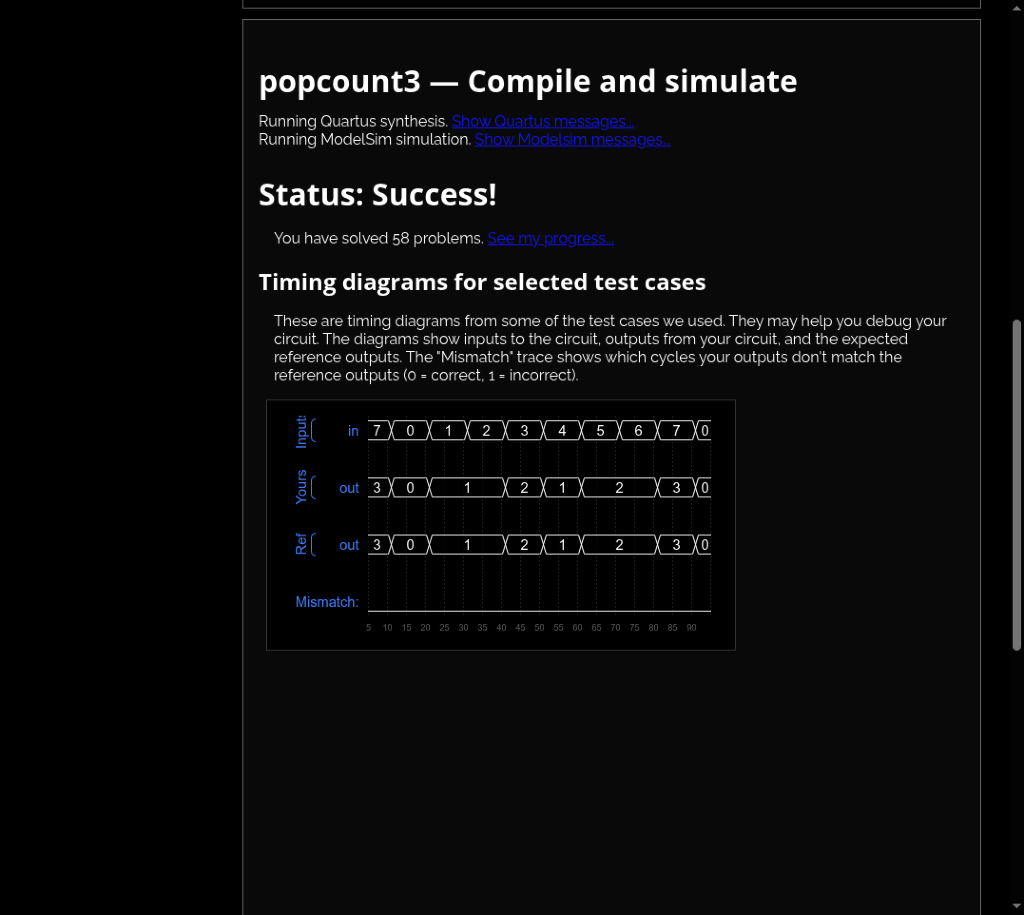 popcount3 — Compile and simulate
Running Quartus synthesis. Show Quartus messages...
Running ModelSim simulation. Show Modelsim messages...
Status: Success!
You have solved 58 problems. See my progress...
Timing diagrams for selected test cases
These are timing diagrams from some of the test cases we used. They may help you debug your
circuit. The diagrams show inputs to the circuit, outputs from your circuit, and the expected
reference outputs. The "Mismatch" trace shows which cycles your outputs don't match the
reference outputs (0 = correct, 1 = incorrect).
Inputs in 7 0 1 2 3 4 5 6 7 0
Yours out 3 0 1 2 1 2 3 0
Ref out 3 0 1 2 1 2 3 0
Mismatch:
5 10 15 20 25 30 35 40 45 50 55 60 65 70 75 80 85 90